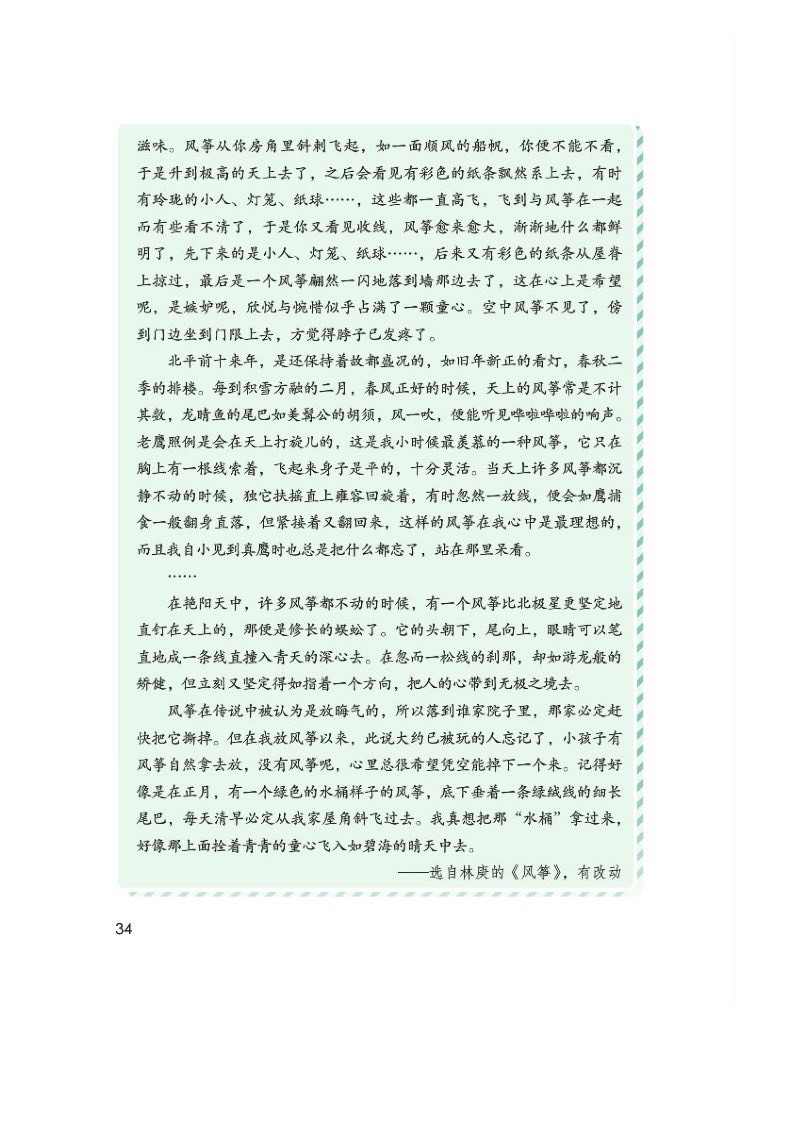 滋味。风筝从你房角里斜刺飞起，如一面顺风的船帆，你便不能不看，
于是升到极高的天上去了，之后会看见有彩色的纸条飘然系上去，有时
有玲珑的小人、灯笼、纸球……，这些都一直高飞，飞到与风筝在一起
而有些看不清了，于是你又看见收线，风筝愈来愈大，渐渐地什么都鲜
明了，先下来的是小人、灯笼、纸球……，后来又有彩色的纸条从屋脊
上掠过，最后是一个风筝翩然一闪地落到墙那边去了，这在心上是希望
呢，是嫉妒呢，欣悦与惋惜似乎占满了一颗童心。空中风筝不见了，傍
到门边坐到门限上去，方觉得脖子已发疼了。
北平前十来年，是还保持着故都盛况的，如旧年新正的看灯，春秋二
季的排楼。每到积雪方融的二月，春风正好的时候，天上的风筝常是不计
其数，龙睛鱼的尾巴如美髯公的胡须，风一吹，便能听见哗啦哗啦的响声。
老鹰照例是会在天上打旋儿的，这是我小时候最羡慕的一种风筝，它只在
胸上有一根线索着，飞起来身子是平的，十分灵活。当天上许多风筝都沉
静不动的时候，独它扶摇直上雍容回旋着，有时忽然一放线，便会如鹰捕
食一般翻身直落，但紧接着又翻回来，这样的风筝在我心中是最理想的，
而且我自小见到真鹰时也总是把什么都忘了，站在那里呆看。
……
在艳阳天中，许多风筝都不动的时候，有一个风筝比北极星更坚定地
直钉在天上的，那便是修长的蜈蚣了。它的头朝下，尾向上，眼睛可以笔
直地成一条线直撞入青天的深心去。在忽而一松线的刹那，却如游龙般的
矫健，但立刻又坚定得如指着一个方向，把人的心带到无极之境去。
风筝在传说中被认为是放晦气的，所以落到谁家院子里，那家必定赶
快把它撕掉。但在我放风筝以来，此说大约已被玩的人忘记了，小孩子有
风筝自然拿去放，没有风筝呢，心里总很希望凭空能掉下一个来。记得好
像是在正月，有一个绿色的水桶样子的风筝，底下垂着一条绿绒线的细长
尾巴，每天清早必定从我家屋角斜飞过去。我真想把那“水桶”拿过来，
好像那上面拴着青青的童心飞入如碧海的晴天中去。
——选自林庚的《风筝》，有改动
34